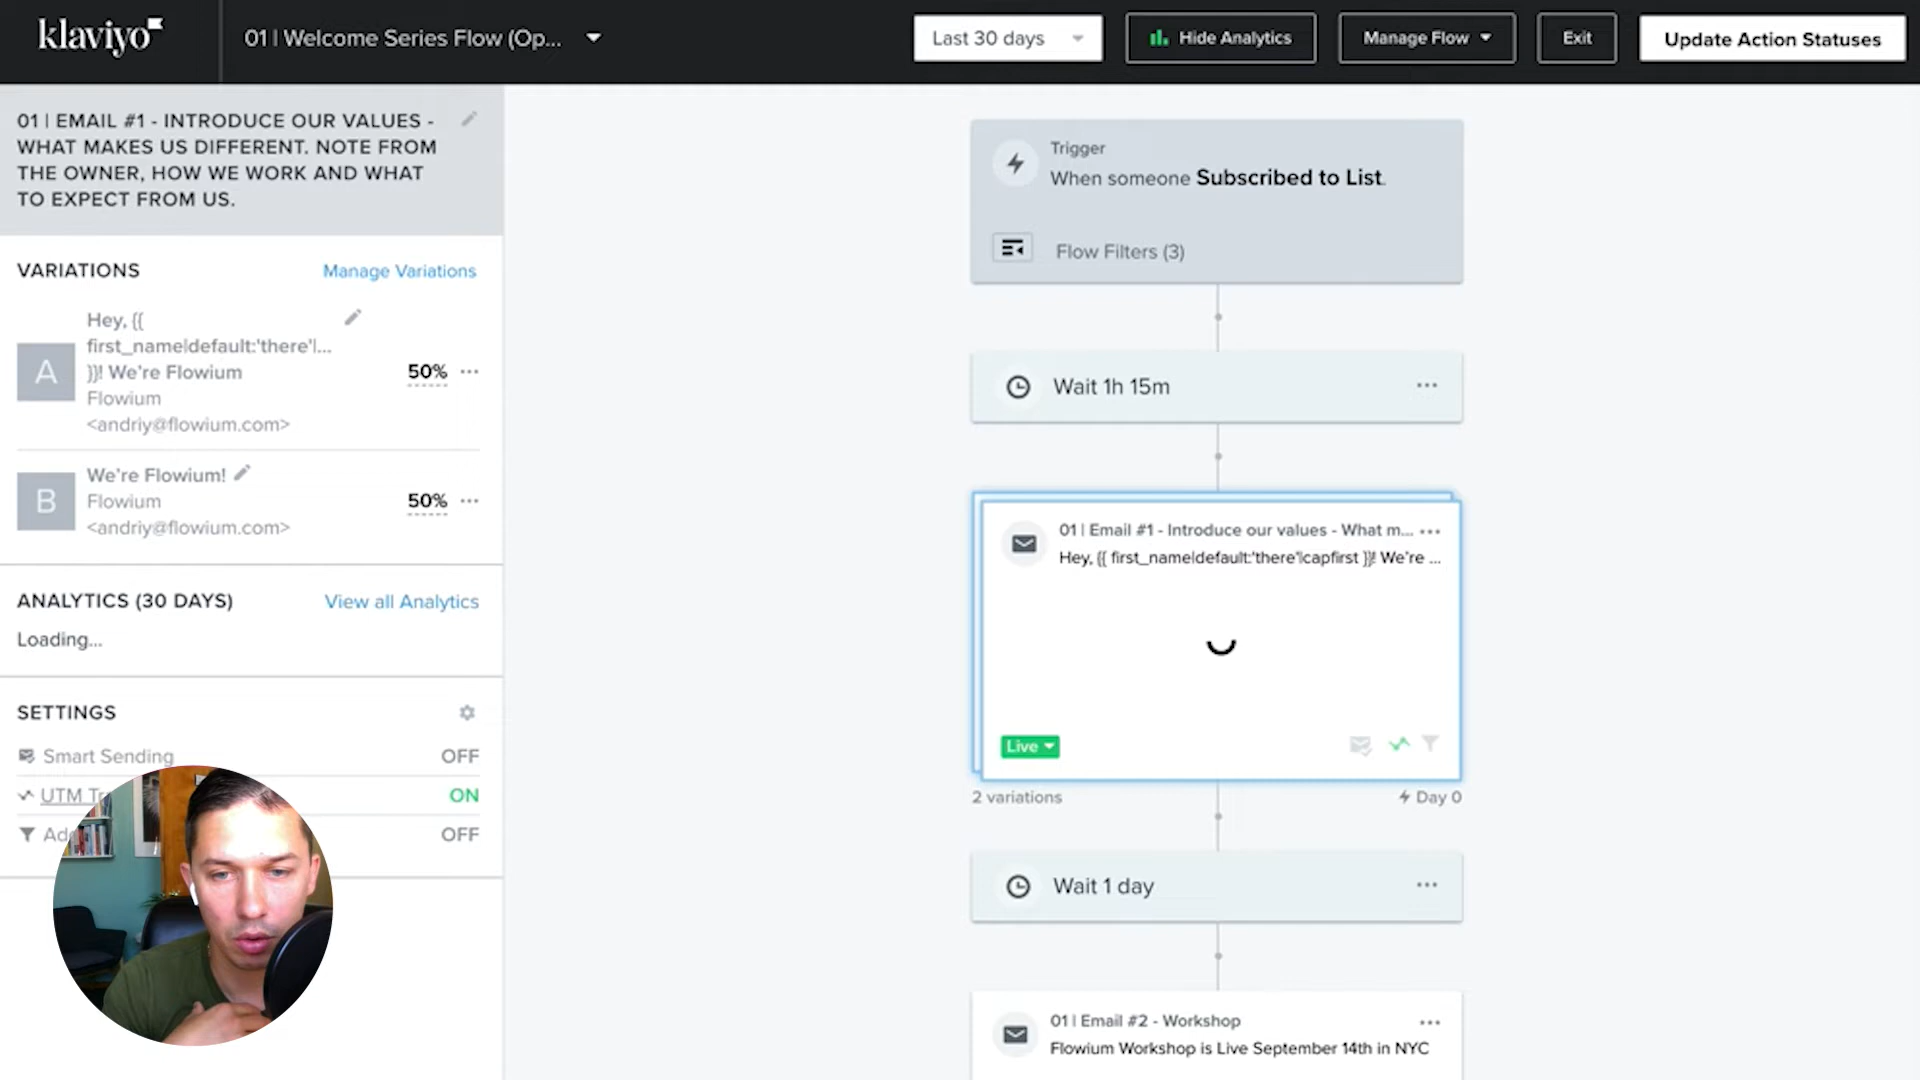 klaviyo
01 | Welcome Series Flow (Op...
Last 30 days
Hide Analytics
Manage Flow
Exit
Update Action Statuses
01 | EMAIL #1 - INTRODUCE OUR VALUES -
WHAT MAKES US DIFFERENT. NOTE FROM
THE OWNER, HOW WE WORK AND WHAT
TO EXPECT FROM US.
VARIATIONS
Manage Variations
A
Hey, {{
first_name|default:'there'|...
}}! We're Flowium
Flowium
<andriy@flowium.com>
50%
B
We're Flowium!
Flowium
<andriy@flowium.com>
50%
ANALYTICS (30 DAYS)
View all Analytics
Loading...
SETTINGS
Smart Sending
OFF
UTM
ON
OFF
Trigger
When someone Subscribed to List.
Flow Filters (3)
Wait 1h 15m
01 | Email #1 - Introduce our values - What m...
Hey, {{ first_name|default:'there'|capfirst }}! We're ...
Live
2 variations
Day 0
Wait 1 day
01 | Email #2 - Workshop
Flowium Workshop is Live September 14th in NYC